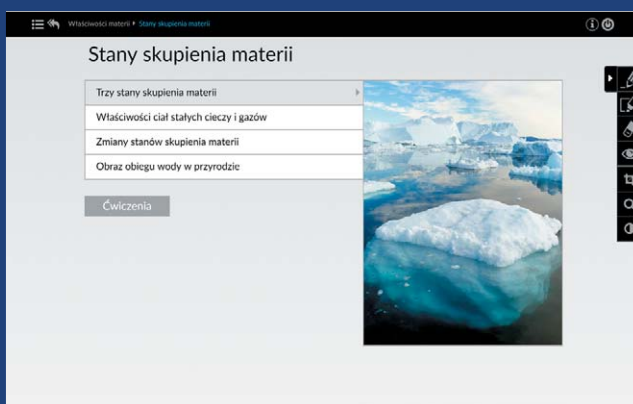 Właściwości materii ▸ Stany skupienia materii
Stany skupienia materii
Trzy stany skupienia materii
Właściwości ciał stałych cieczy i gazów
Zmiany stanów skupienia materii
Obraz obiegu wody w przyrodzie
Ćwiczenia